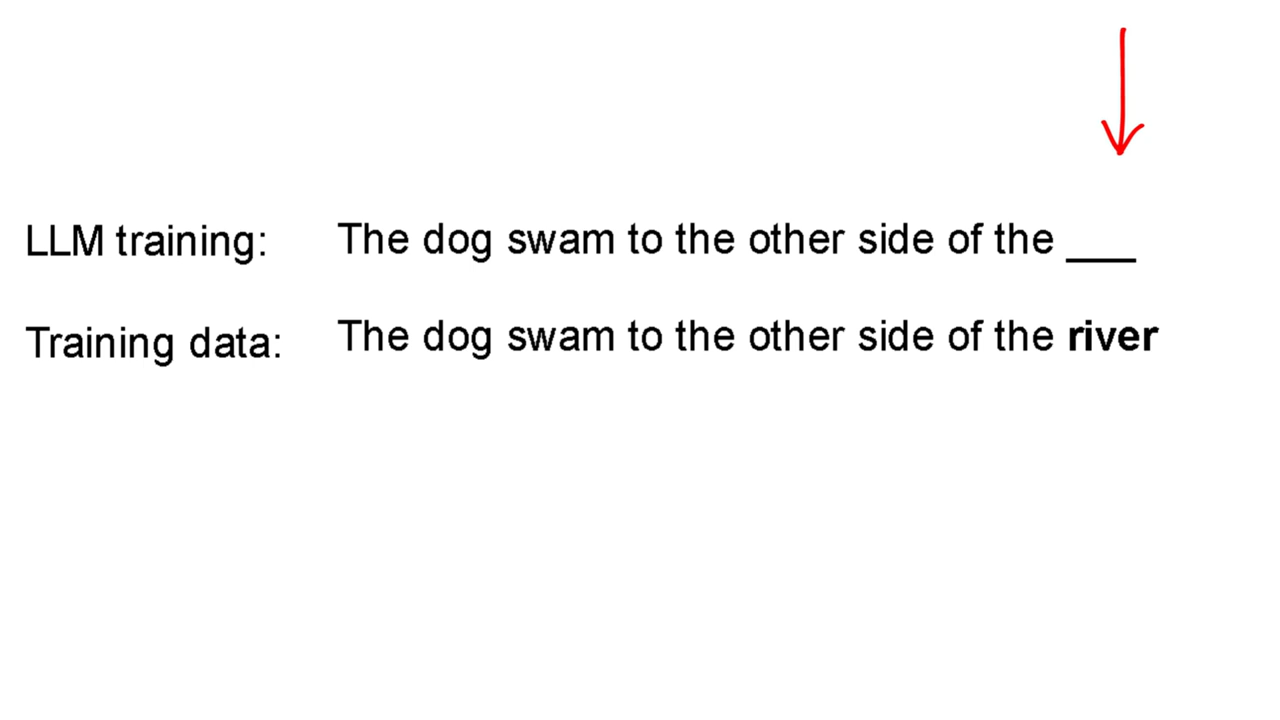 LLM training: The dog swam to the other side of the ___
Training data: The dog swam to the other side of the river